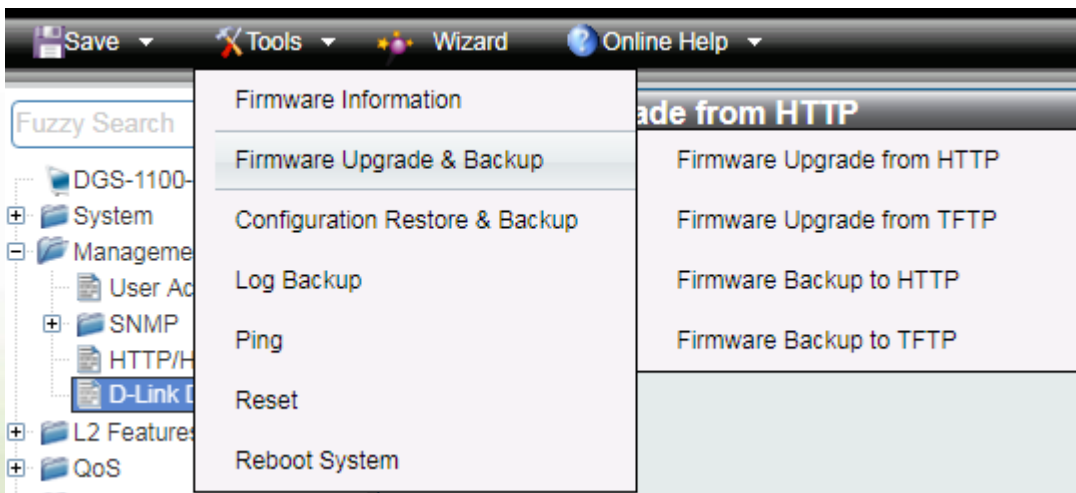 Save Tools Wizard Online Help
Fuzzy Search
DGS-1100-
System
Manageme
User Ac
SNMP
HTTP/H
D-Link D
L2 Features
QoS
Firmware Information
Firmware Upgrade & Backup
Configuration Restore & Backup
Log Backup
Ping
Reset
Reboot System
ade from HTTP
Firmware Upgrade from HTTP
Firmware Upgrade from TFTP
Firmware Backup to HTTP
Firmware Backup to TFTP